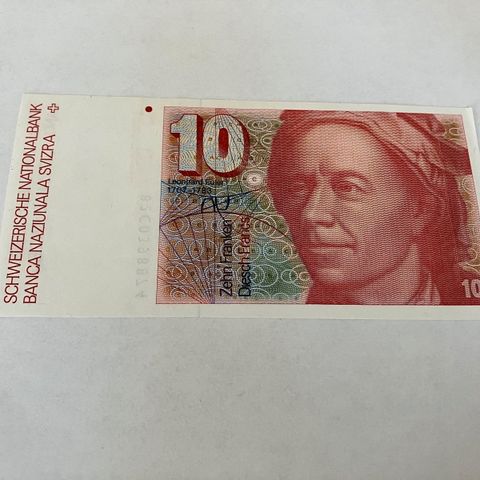 SCHWEIZERISCHE NATIONALBANK
BANCA NAZIUNALA SVIZRA
10
Leonhard Euler
1707-1783
Zehn Franken
Diesch Francs
10